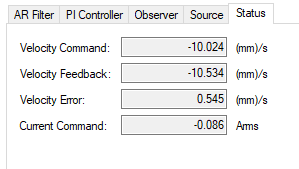 AR Filter PI Controller Observer Source Status
Velocity Command: -10.024 (mm)/s
Velocity Feedback: -10.534 (mm)/s
Velocity Error: 0.545 (mm)/s
Current Command: -0.086 Arms